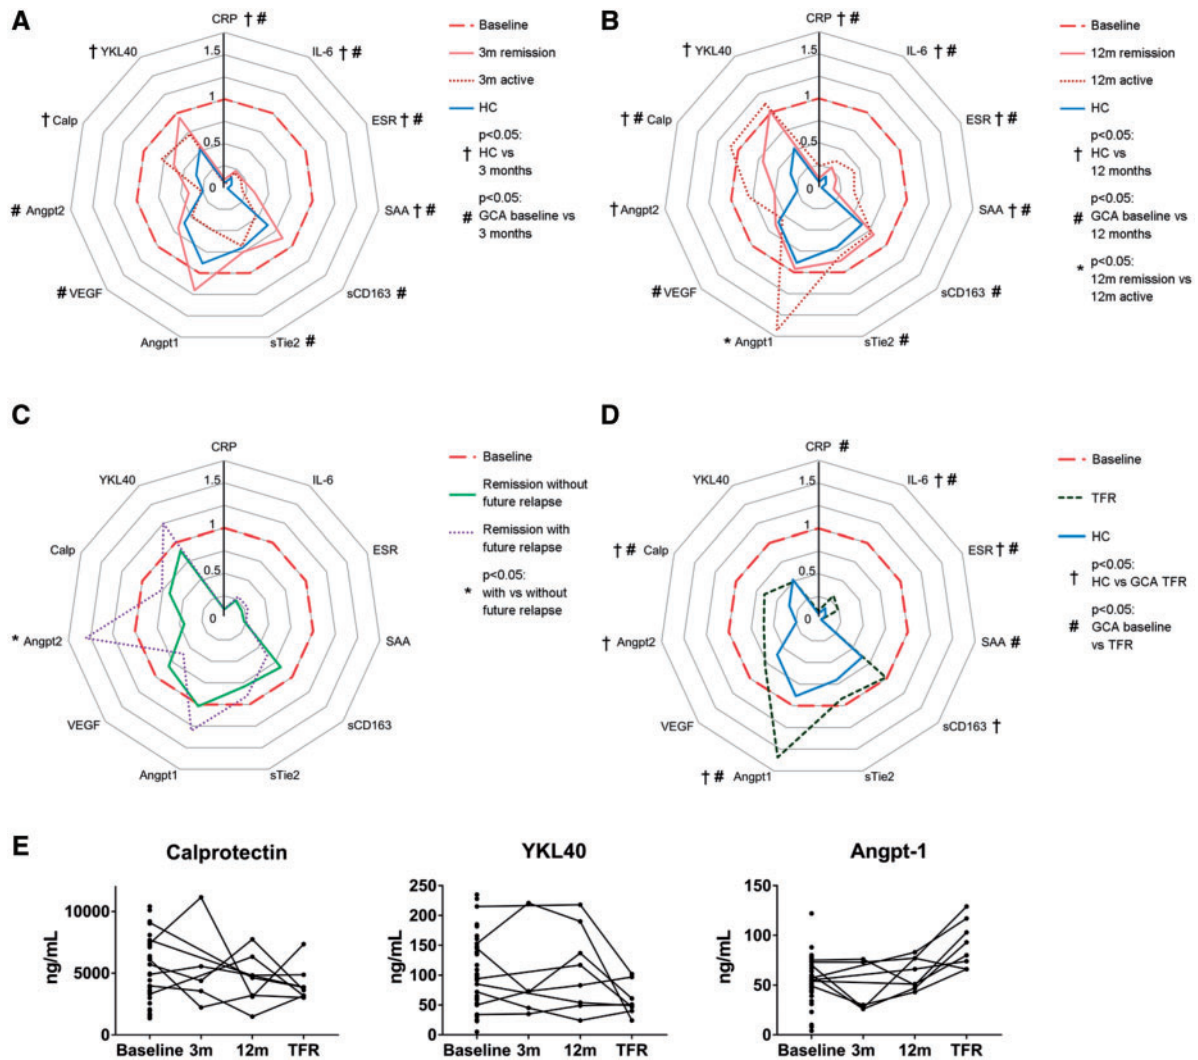 A
CRP † #
IL-6 † #
ESR † #
SAA † #
sCD163 #
sTie2 #
Angpt1
# VEGF
# Angpt2
† Calp
† YKL40
1.5
1
0.5
0
Baseline
3m remission
3m active
HC
p<0.05:
† HC vs
3 months
p<0.05:
# GCA baseline vs
3 months
B
CRP † #
IL-6 † #
ESR † #
SAA † #
sCD163 #
sTie2 #
* Angpt1
# VEGF
† Angpt2
† # Calp
† YKL40
1.5
1
0.5
0
Baseline
12m remission
12m active
HC
p<0.05:
† HC vs
12 months
p<0.05:
# GCA baseline vs
12 months
p<0.05:
* 12m remission vs
12m active
C
CRP
IL-6
ESR
SAA
sCD163
sTie2
Angpt1
VEGF
* Angpt2
Calp
YKL40
1.5
1
0.5
0
Baseline
Remission without
future relapse
Remission with
future relapse
p<0.05:
* with vs without
future relapse
D
CRP #
IL-6 † #
ESR † #
SAA #
sCD163 †
sTie2
† # Angpt1
VEGF
† Angpt2
† # Calp
YKL40
1.5
1
0.5
0
Baseline
TFR
HC
p<0.05:
† HC vs GCA TFR
p<0.05:
# GCA baseline
vs TFR
E
Calprotectin
ng/mL
10000
5000
0
Baseline 3m 12m TFR
YKL40
ng/mL
250
200
150
100
50
0
Baseline 3m 12m TFR
Angpt-1
ng/mL
150
100
50
0
Baseline 3m 12m TFR